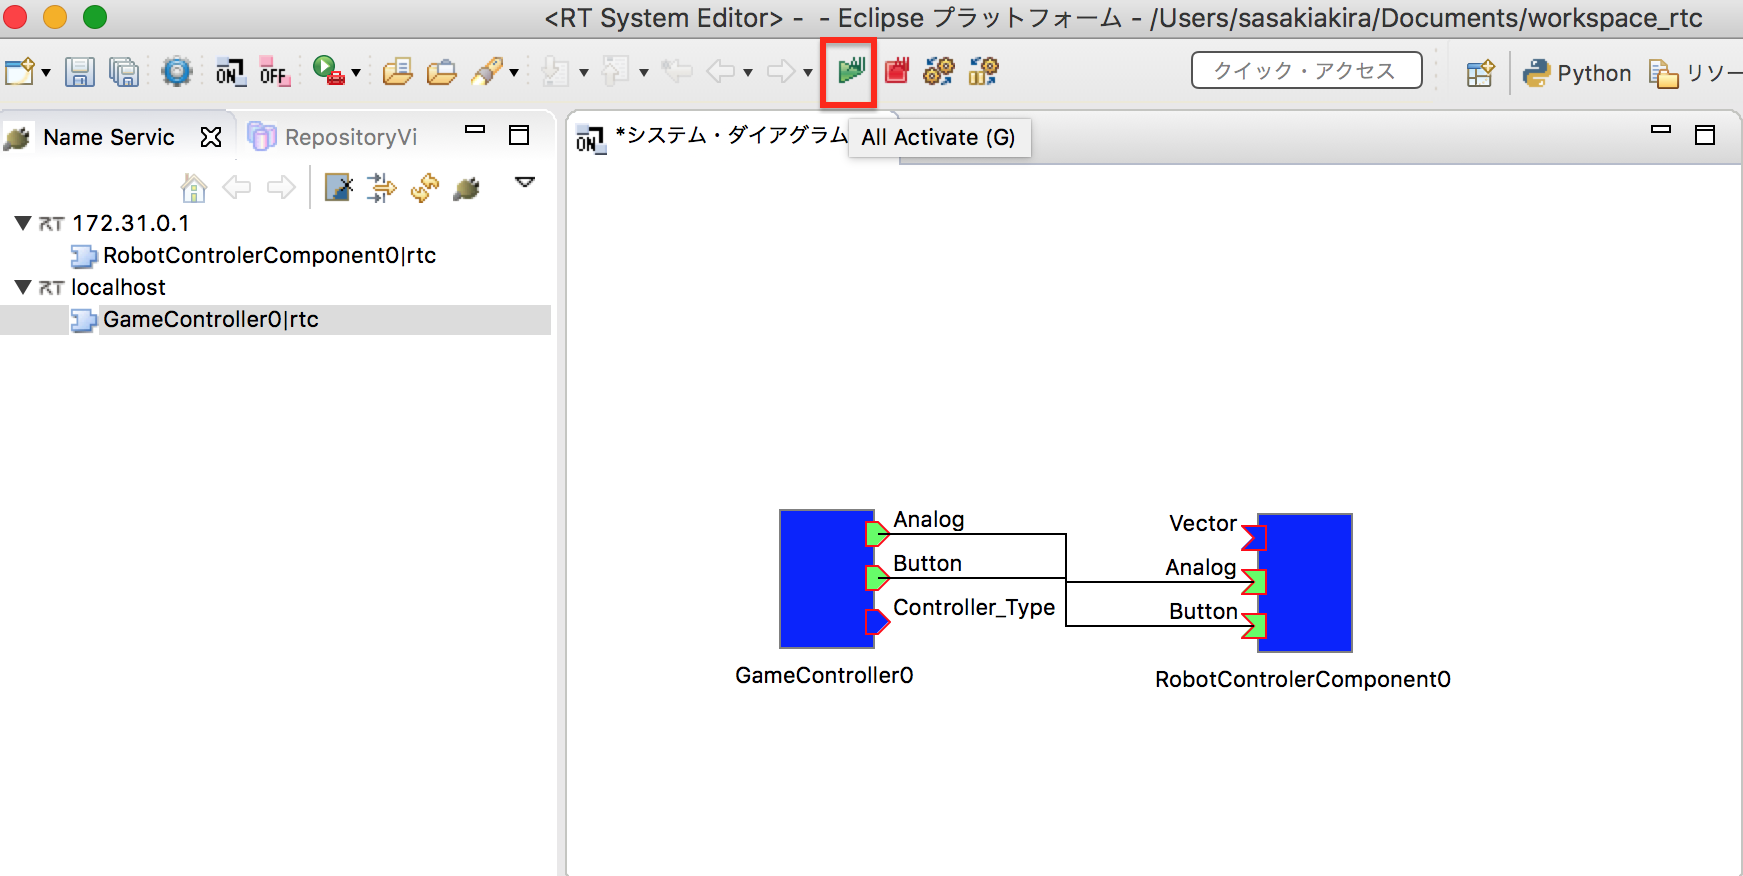 <RT System Editor> -  - Eclipse プラットフォーム - /Users/sasakiakira/Documents/workspace_rtc
ON OFF クイック・アクセス Python リソー
Name Servic RepositoryVi
ON *システム・ダイアグラム All Activate (G)
RT 172.31.0.1
RobotControlerComponent0|rtc
RT localhost
GameController0|rtc
Analog
Button
Controller_Type
GameController0
Vector
Analog
Button
RobotControlerComponent0